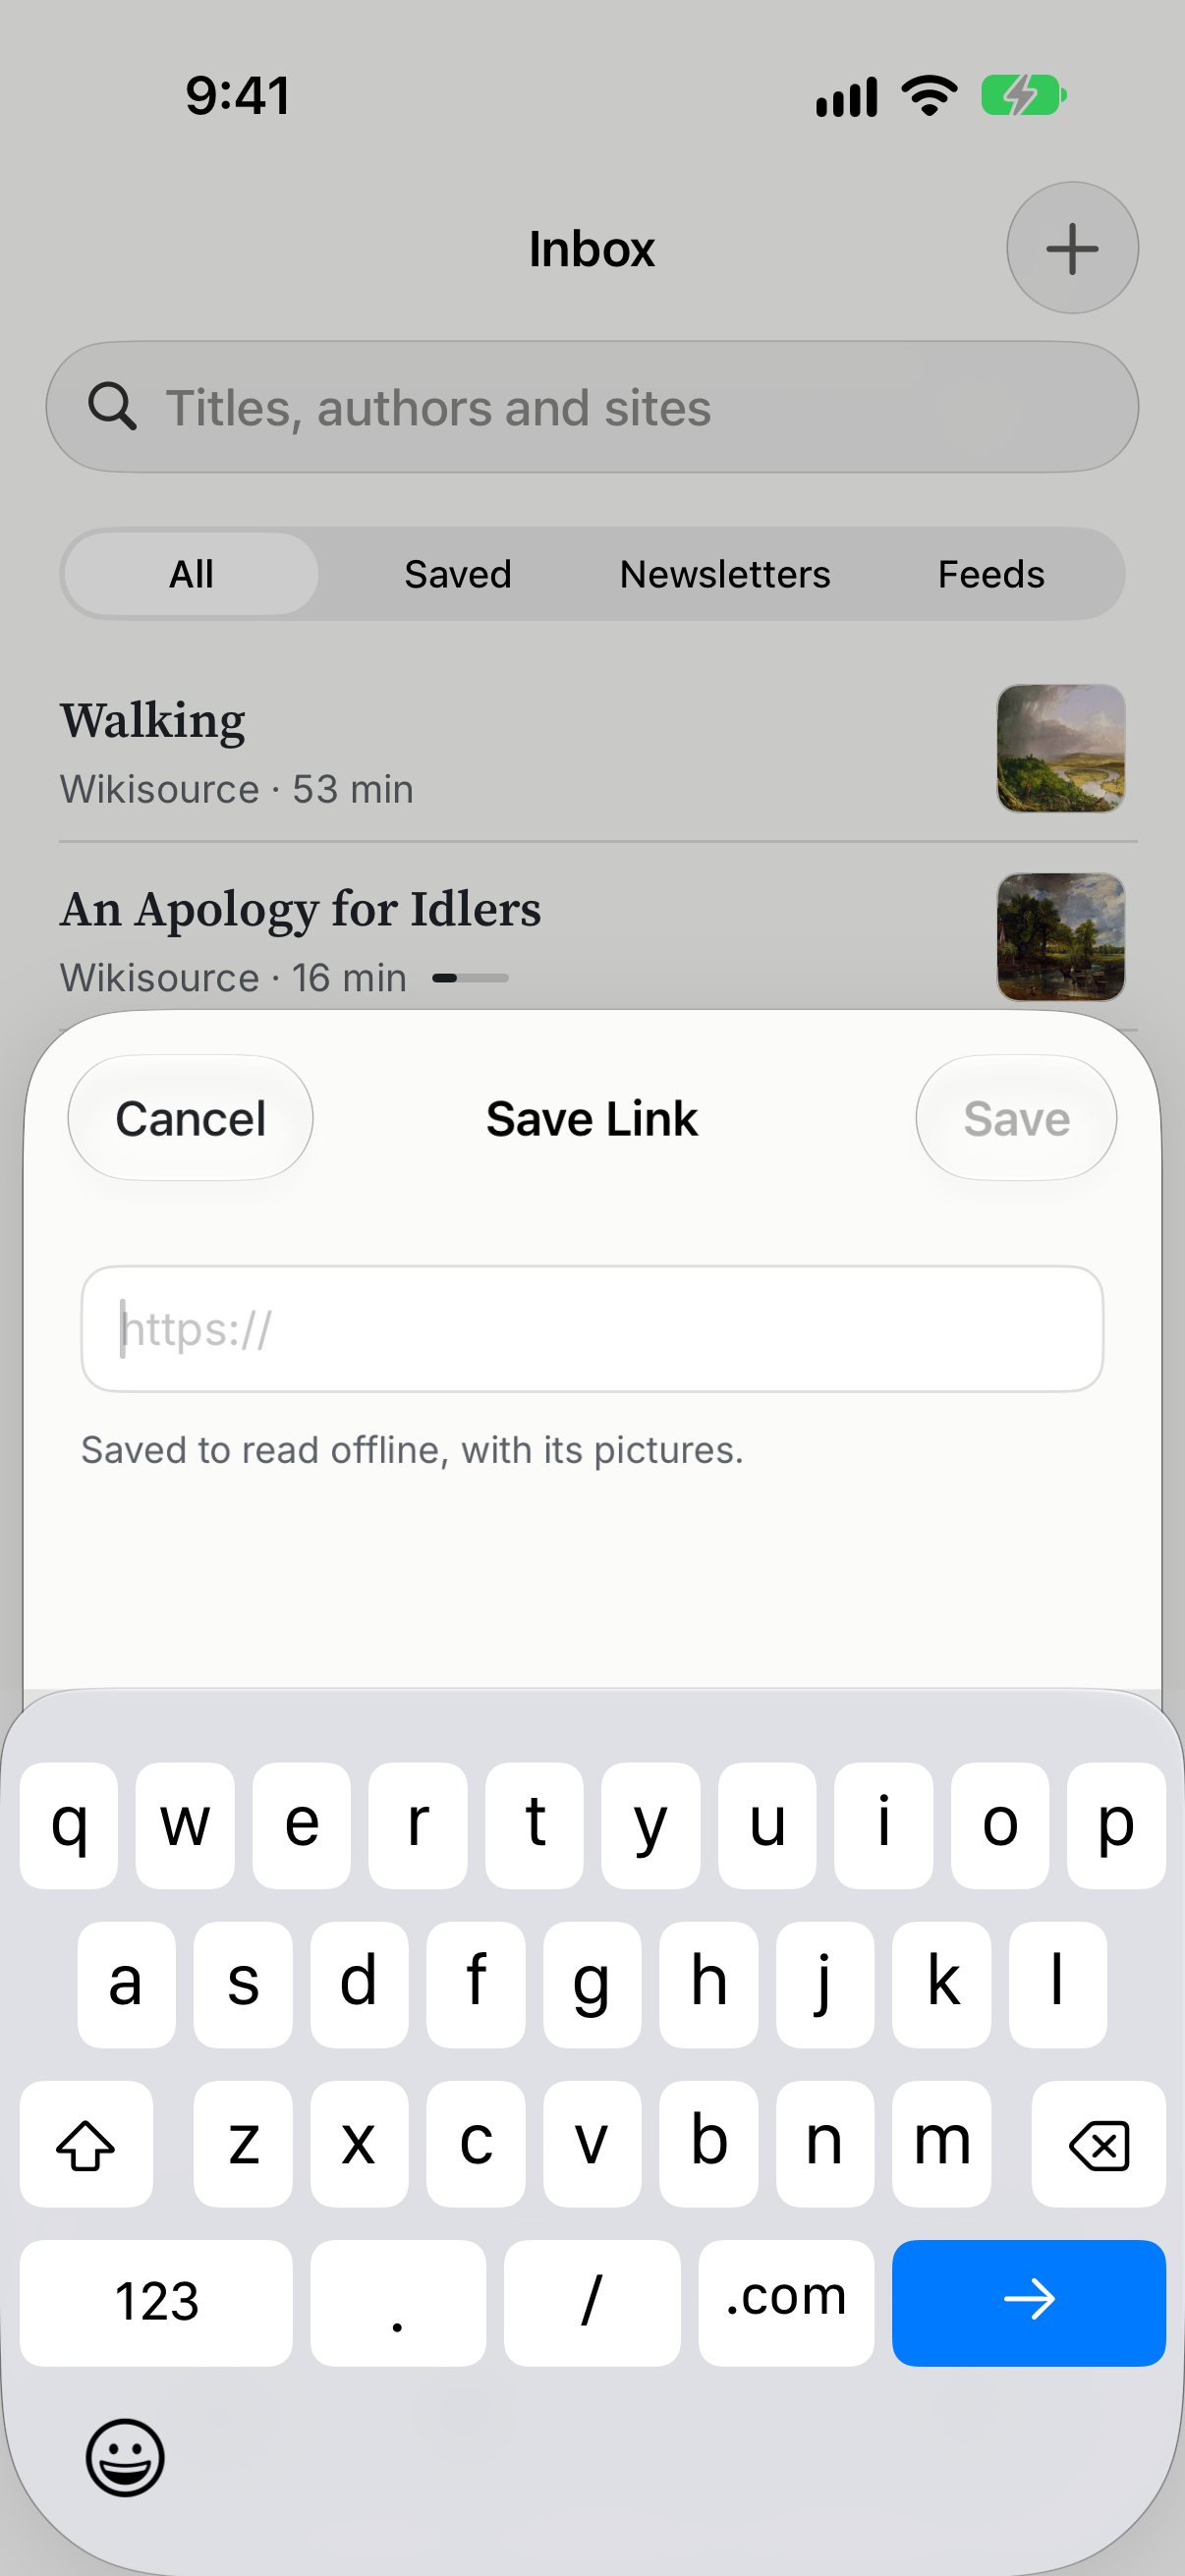 9:41
Inbox
Titles, authors and sites
All Saved Newsletters Feeds
Walking
Wikisource · 53 min
An Apology for Idlers
Wikisource · 16 min
Cancel Save Link Save
https://
Saved to read offline, with its pictures.
q w e r t y u i o p
a s d f g h j k l
z x c v b n m
123 . / .com